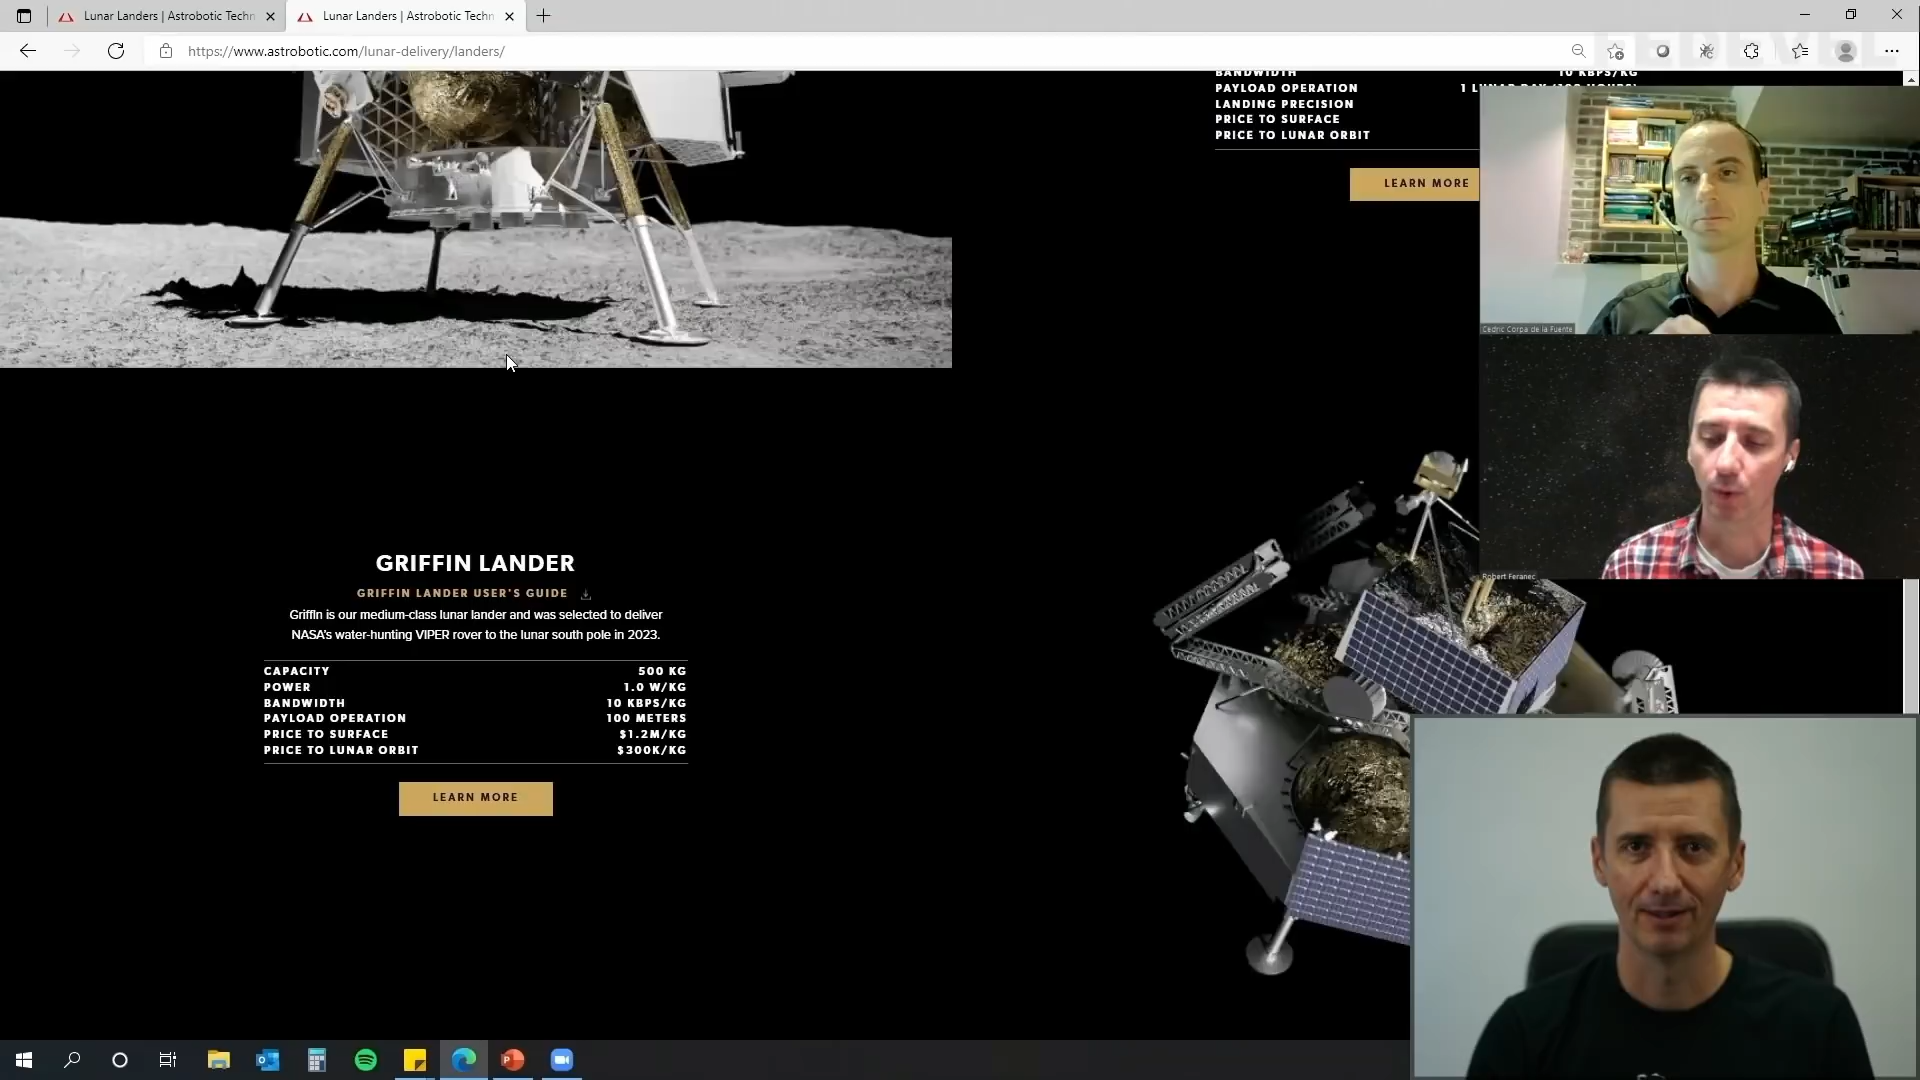 Lunar Landers | Astrobotic Techn
Lunar Landers | Astrobotic Techn
https://www.astrobotic.com/lunar-delivery/landers/
FEDEVEL
BANDWIDTH 10 KBPS/KG
PAYLOAD OPERATION 1 LUNAR DAY
LANDING PRECISION
PRICE TO SURFACE
PRICE TO LUNAR ORBIT
LEARN MORE
Cedric Corpa de la Fuente
Robert Feranec
GRIFFIN LANDER
GRIFFIN LANDER USER'S GUIDE
Griffin is our medium-class lunar lander and was selected to deliver
NASA's water-hunting VIPER rover to the lunar south pole in 2023.
CAPACITY 500 KG
POWER 1.0 W/KG
BANDWIDTH 10 KBPS/KG
PAYLOAD OPERATION 100 METERS
PRICE TO SURFACE $1.2M/KG
PRICE TO LUNAR ORBIT $300K/KG
LEARN MORE